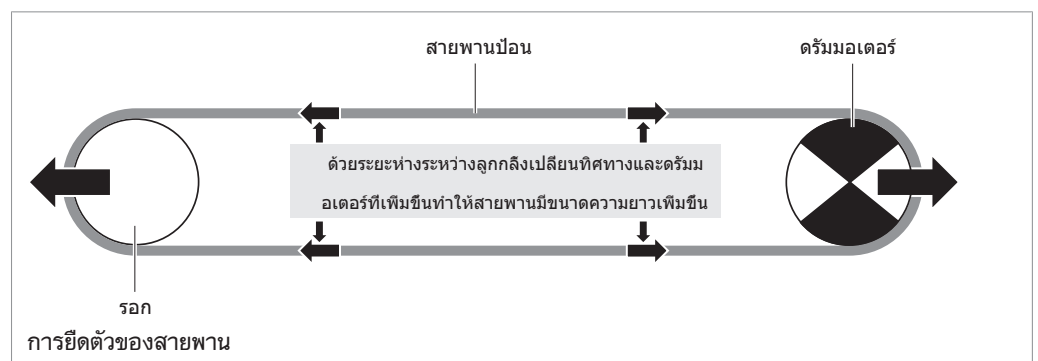 สายพานป้อน
ดรัมมอเตอร์
ด้วยระยะห่างระหว่างลูกกลิ้งเปลี่ยนทิศทางและดรัมม
อเตอร์ที่เพิ่มขึ้นทำให้สายพานมีขนาดความยาวเพิ่มขึ้น
รอก
การยืดตัวของสายพาน